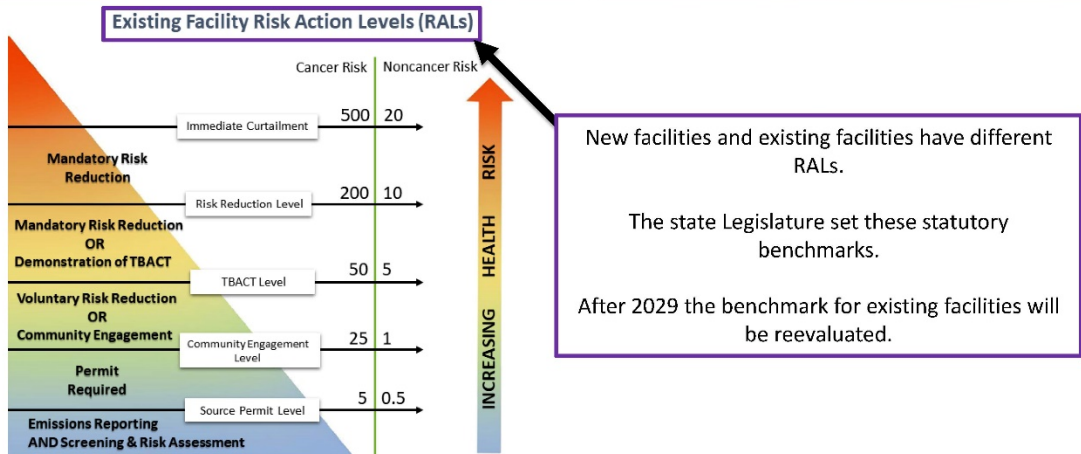 Existing Facility Risk Action Levels (RALs)
Cancer Risk
Noncancer Risk
Immediate Curtailment
500
20
Mandatory Risk
Reduction
Risk Reduction Level
200
10
Mandatory Risk Reduction
OR
Demonstration of TBACT
TBACT Level
50
5
Voluntary Risk Reduction
OR
Community Engagement
Community Engagement
Level
25
1
Permit
Required
Source Permit Level
5
0.5
Emissions Reporting
AND Screening & Risk Assessment
INCREASING HEALTH RISK
New facilities and existing facilities have different
RALs.
The state Legislature set these statutory
benchmarks.
After 2029 the benchmark for existing facilities will
be reevaluated.